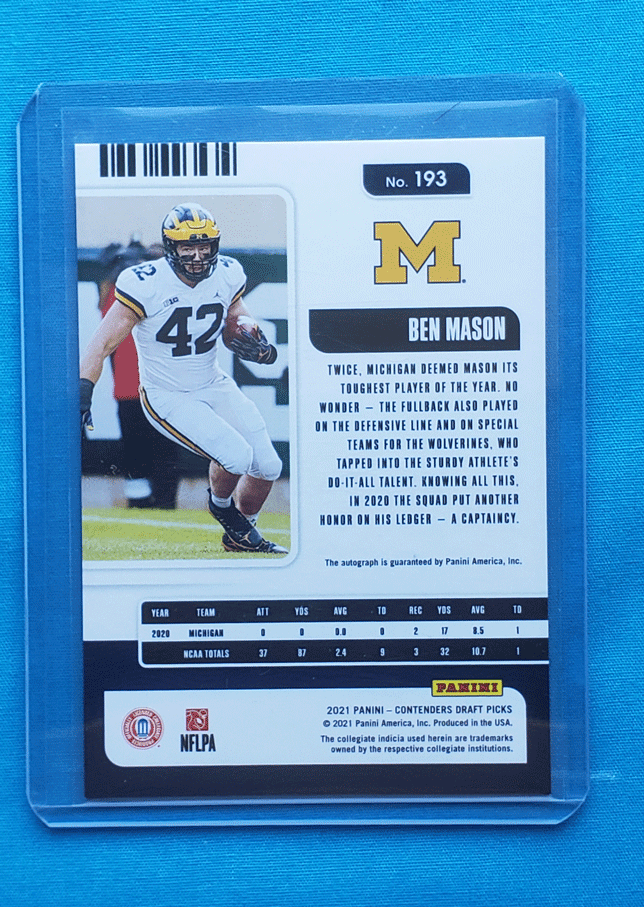 No. 193
M
42
BEN MASON
TWICE, MICHIGAN DEEMED MASON ITS
TOUGHEST PLAYER OF THE YEAR. NO
WONDER — THE FULLBACK ALSO PLAYED
ON THE DEFENSIVE LINE AND ON SPECIAL
TEAMS FOR THE WOLVERINES, WHO
TAPPED INTO THE STURDY ATHLETE'S
DO-IT-ALL TALENT. KNOWING ALL THIS,
IN 2020 THE SQUAD PUT ANOTHER
HONOR ON HIS LEDGER — A CAPTAINCY.
The autograph is guaranteed by Panini America, Inc.
YEAR TEAM ATT YDS AVG TD REC YDS AVG TD
2020 MICHIGAN 0 0 0.0 0 2 17 8.5 1
NCAA TOTALS 37 87 2.4 9 3 32 10.7 1
PANINI
2021 PANINI – CONTENDERS DRAFT PICKS
© 2021 Panini America, Inc. Produced in the USA.
The collegiate indicia used herein are trademarks
owned by the respective collegiate institutions.
NFLPA